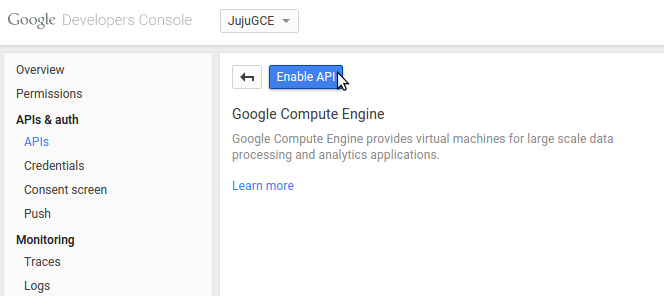 Google Developers Console
JujuGCE
Overview
Permissions
APIs & auth
APIs
Credentials
Consent screen
Push
Monitoring
Traces
Logs
Enable API
Google Compute Engine
Google Compute Engine provides virtual machines for large scale data
processing and analytics applications.
Learn more